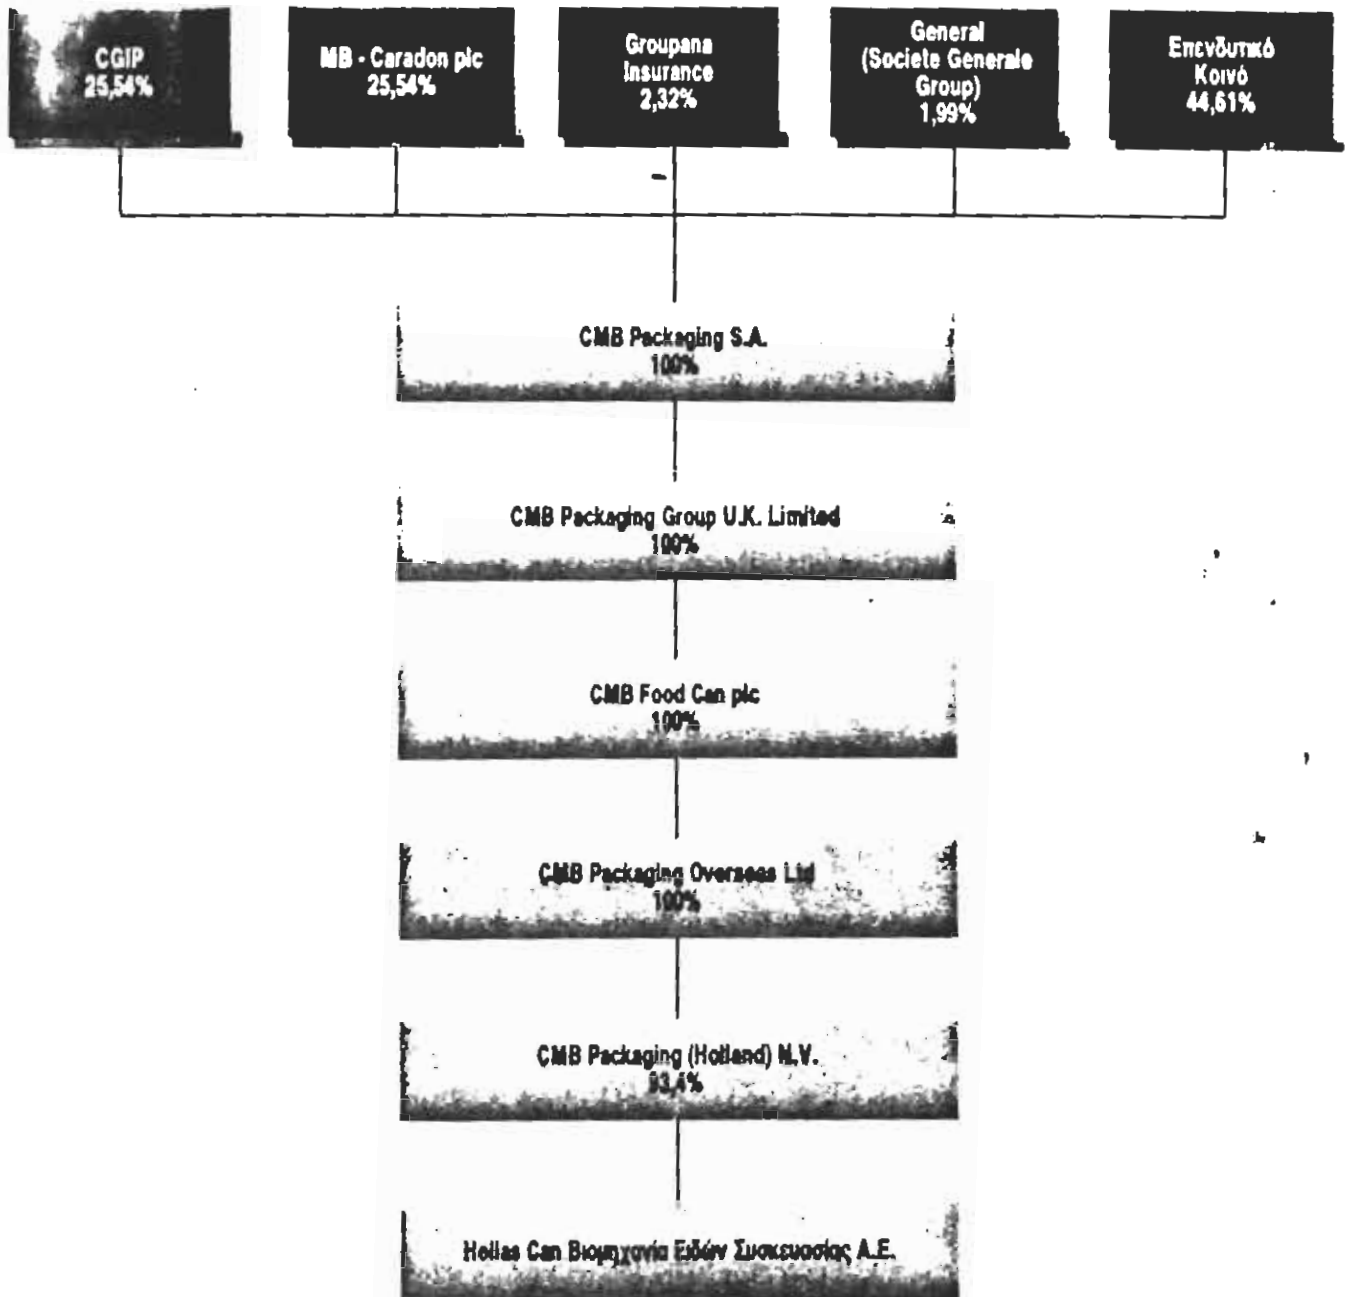 CGIP
25,54%
MB - Caradon plc
25,54%
Groupana
Insurance
2,32%
General
(Societe Generale
Group)
1,99%
Επενδυτικό
Κοινό
44,61%
CMB Packaging S.A.
100%
CMB Packaging Group U.K. Limited
100%
CMB Food Can plc
100%
CMB Packaging Overseas Ltd
100%
CMB Packaging (Holland) N.V.
93,4%
Hellas Can Βιομηχανία Ειδών Συσκευασίας Α.Ε.